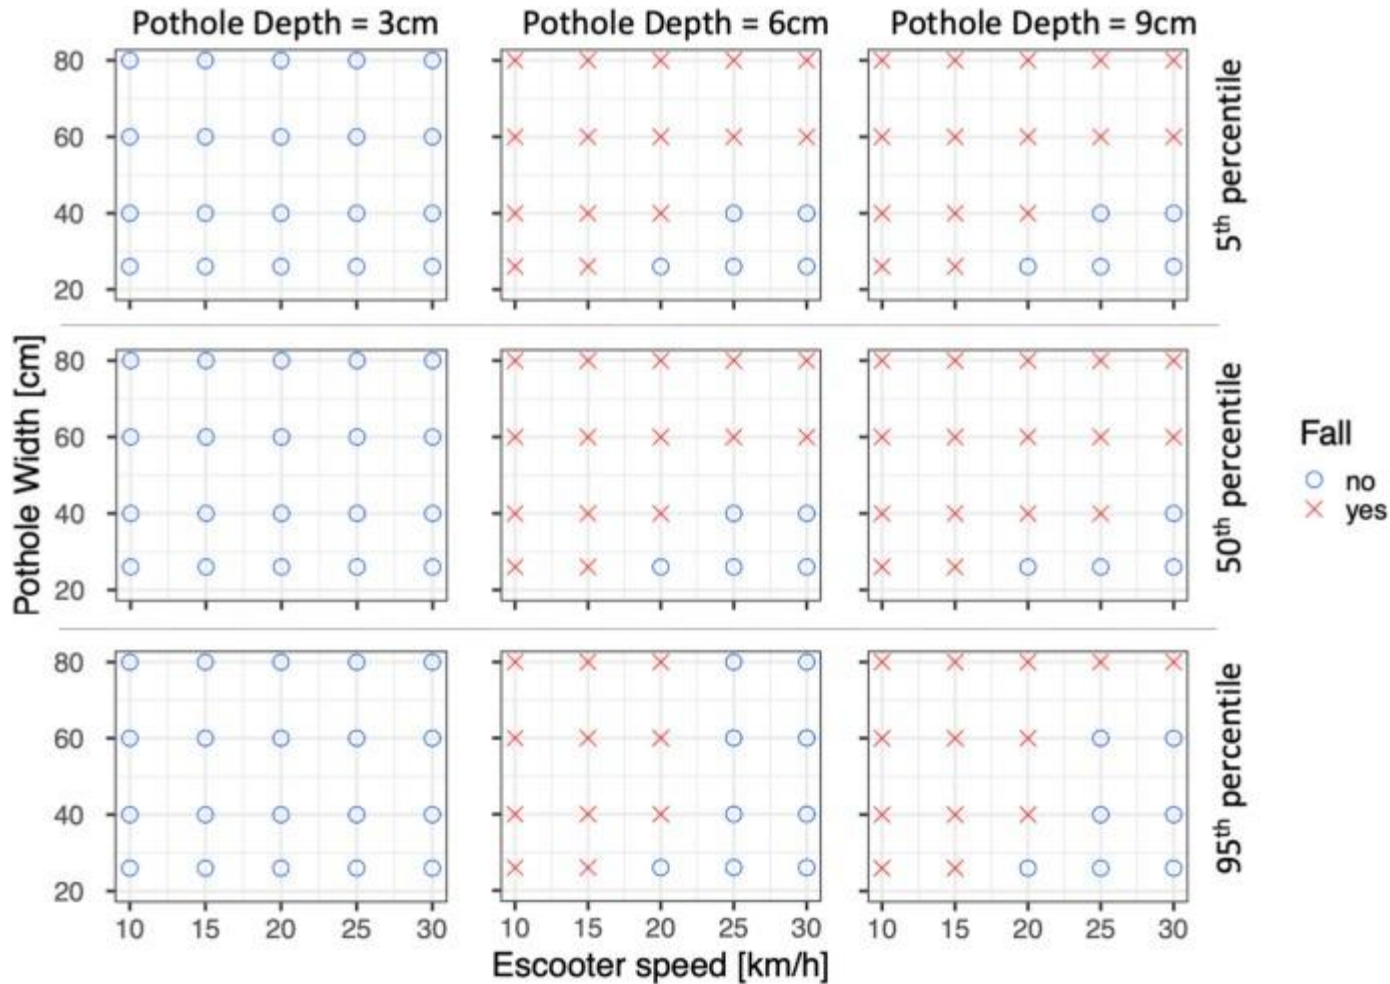 Pothole Depth = 3cm
Pothole Depth = 6cm
Pothole Depth = 9cm
80
60
40
20
5th percentile
Pothole Width [cm]
80
60
40
20
50th percentile
Fall
no
yes
80
60
40
20
95th percentile
10 15 20 25 30
10 15 20 25 30
10 15 20 25 30
Escooter speed [km/h]